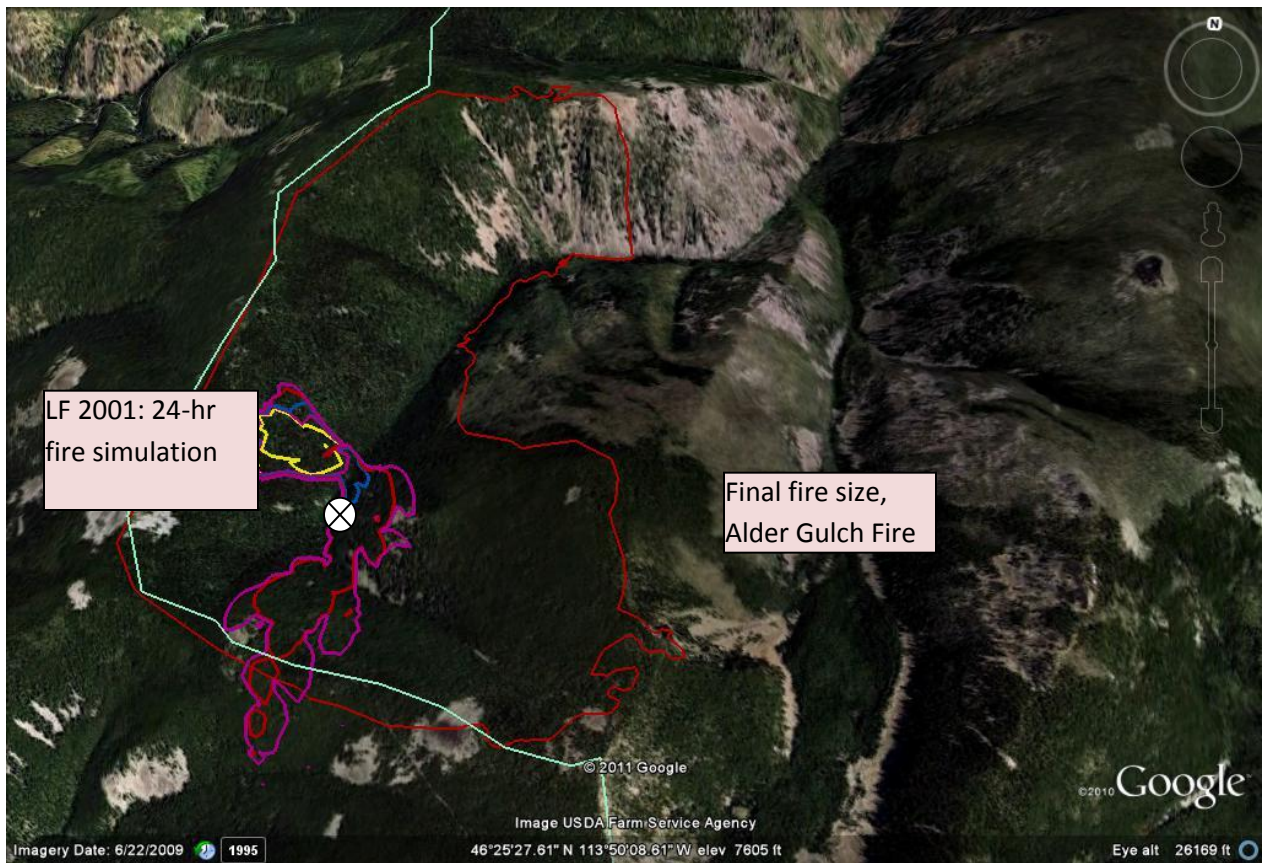 N
LF 2001: 24-hr
fire simulation
Final fire size,
Alder Gulch Fire
© 2011 Google
©2010 Google
Image USDA Farm Service Agency
Imagery Date: 6/22/2009 1995 46°25'27.61" N 113°50'08.61" W elev 7605 ft Eye alt 26169 ft